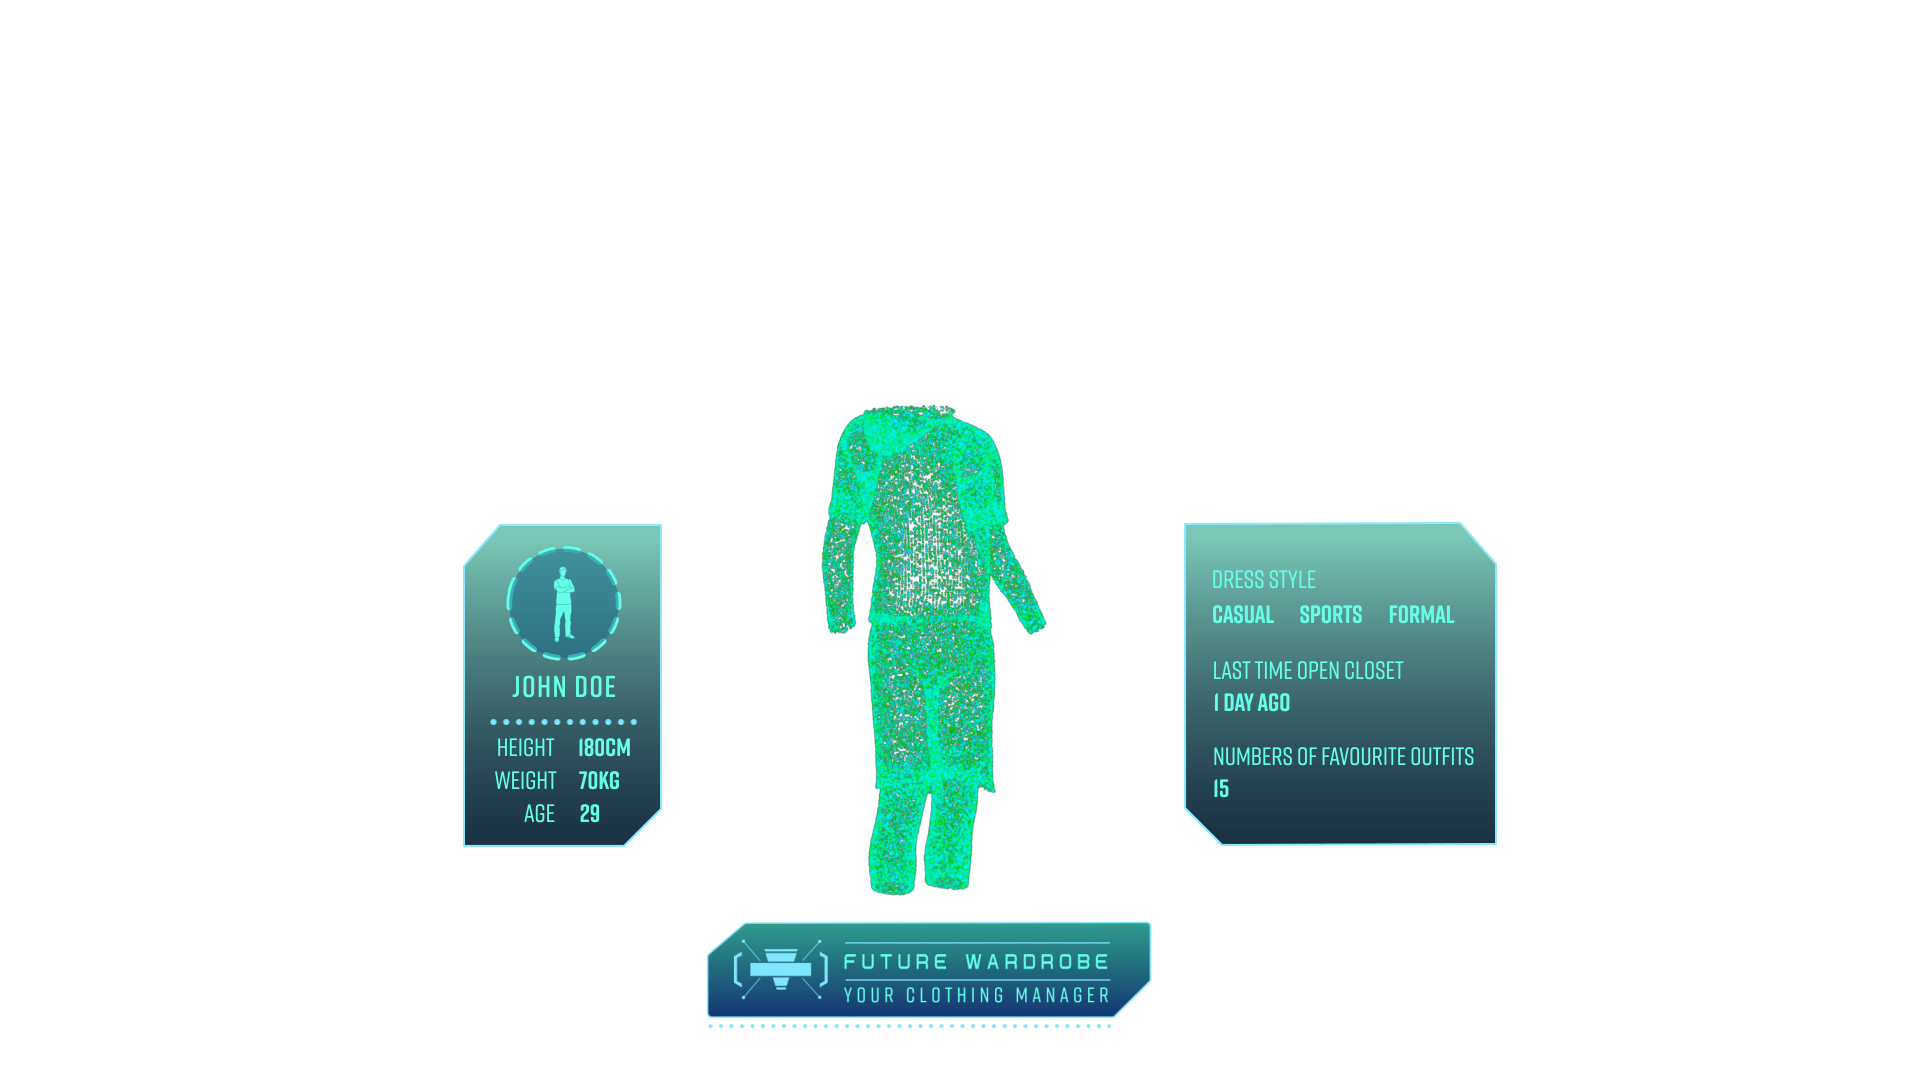 JOHN DOE
HEIGHT 180CM
WEIGHT 70KG
AGE 29
DRESS STYLE
CASUAL SPORTS FORMAL
LAST TIME OPEN CLOSET
1 DAY AGO
NUMBERS OF FAVOURITE OUTFITS
15
FUTURE WARDROBE
YOUR CLOTHING MANAGER